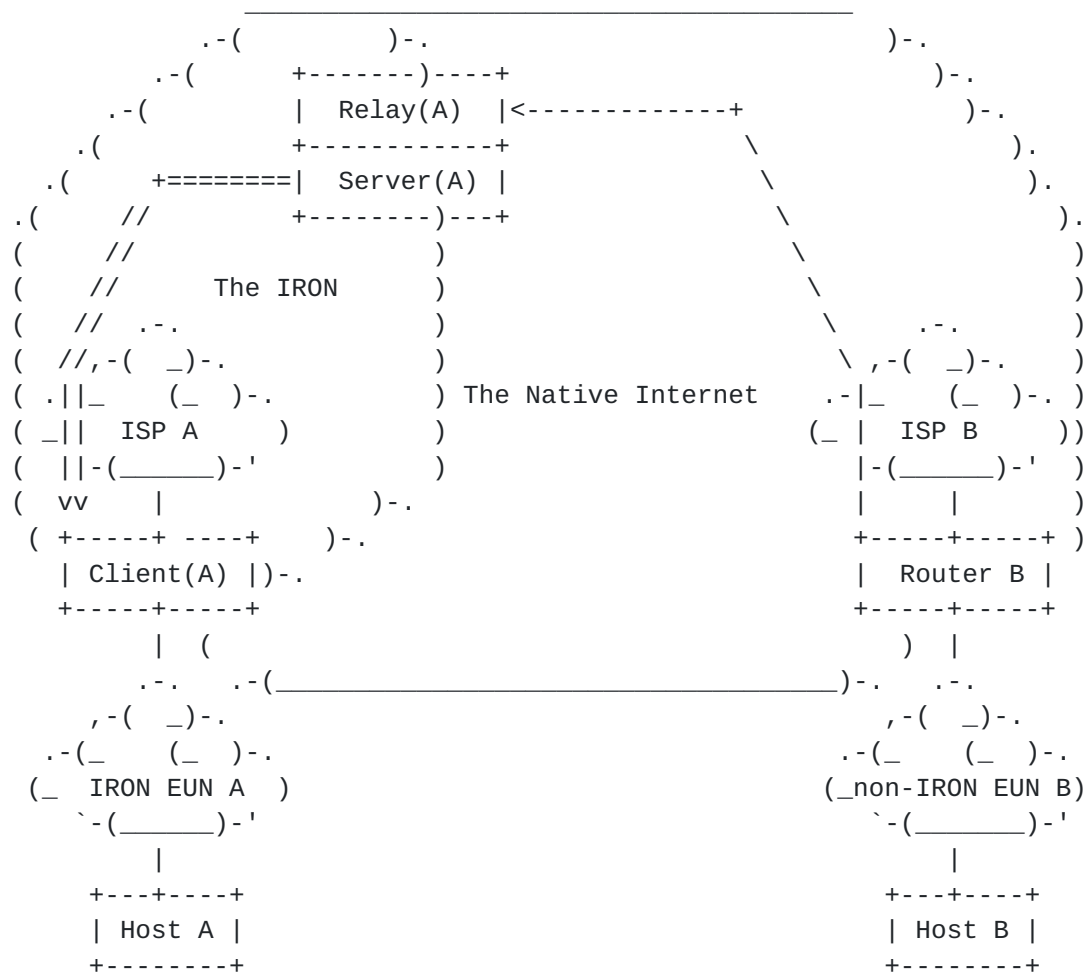 Relay(A)
Server(A)
The IRON
The Native Internet
ISP A
ISP B
Client(A)
Router B
IRON EUN A
non-IRON EUN B
Host A
Host B